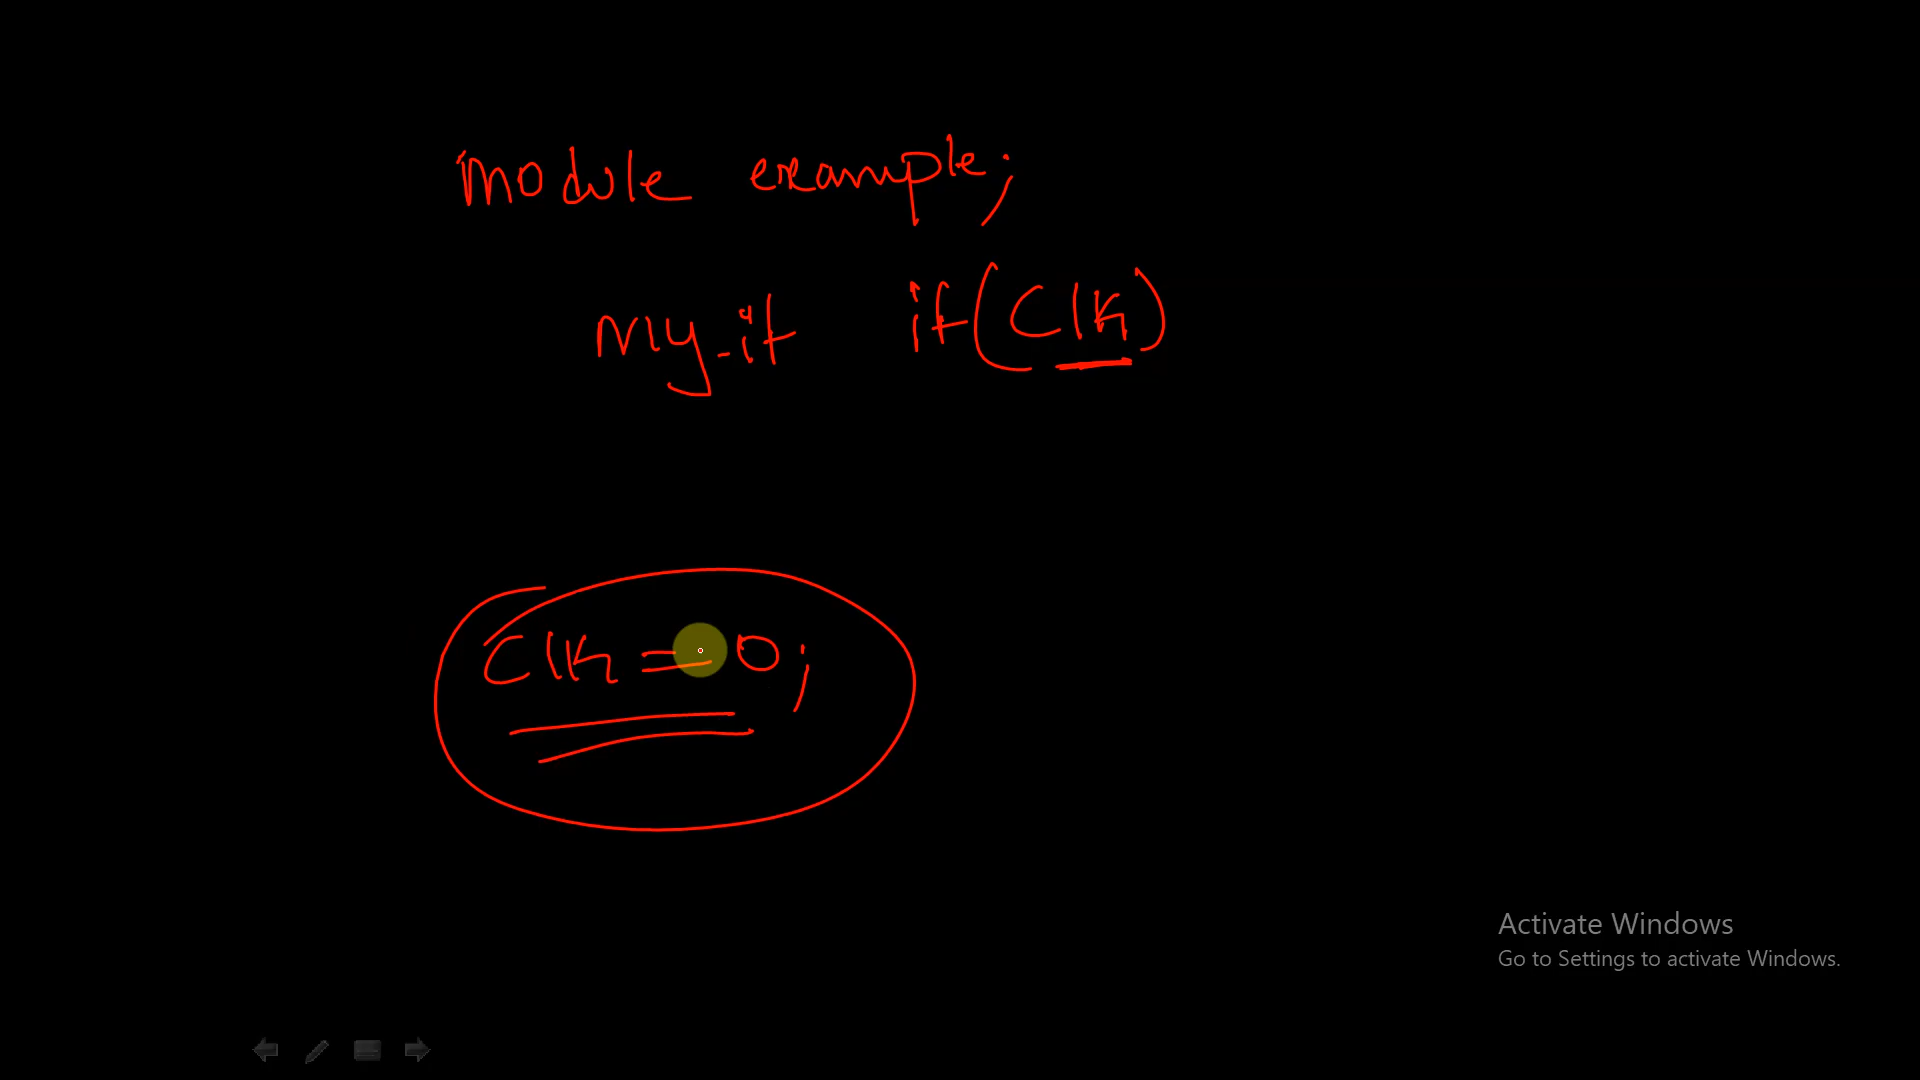 module example;
my_if if(clk)
clk = 0;
Activate Windows
Go to Settings to activate Windows.